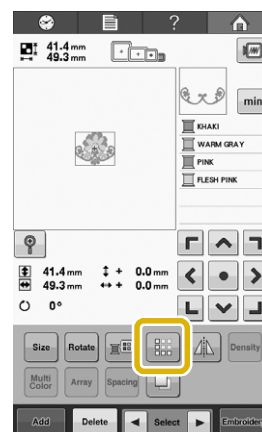 ?
41.4 mm
49.3 mm
min
KHAKI
WARM GRAY
PINK
FLESH PINK
41.4 mm + 0.0 mm
49.3 mm + 0.0 mm
0°
Size Rotate Density
Multi Color Array Spacing
Add Delete Select Embroider